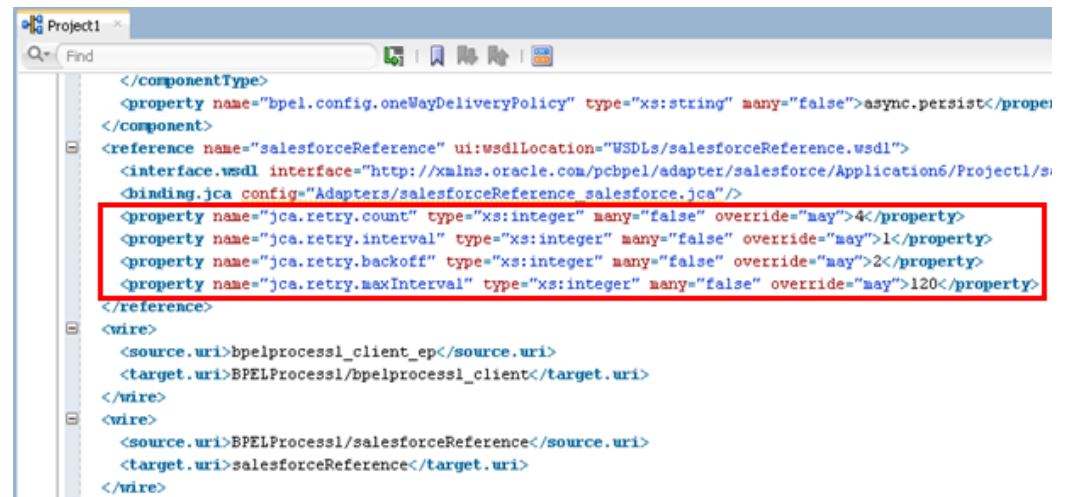 Project1
Find
</componentType>
<property name="bpel.config.oneWayDeliveryPolicy" type="xs:string" many="false">async.persist</prope
</component>
<reference name="salesforceReference" ui:wsdlLocation="WSDLs/salesforceReference.wsdl">
<interface.wsdl interface="http://xmlns.oracle.com/pcbpel/adapter/salesforce/Application6/Project1/s
<binding.jca config="Adapters/salesforceReference_salesforce.jca"/>
<property name="jca.retry.count" type="xs:integer" many="false" override="may">4</property>
<property name="jca.retry.interval" type="xs:integer" many="false" override="may">1</property>
<property name="jca.retry.backoff" type="xs:integer" many="false" override="may">2</property>
<property name="jca.retry.maxInterval" type="xs:integer" many="false" override="may">120</property>
</reference>
<wire>
<source.uri>bpelprocess1_client_ep</source.uri>
<target.uri>BPELProcess1/bpelprocess1_client</target.uri>
</wire>
<wire>
<source.uri>BPELProcess1/salesforceReference</source.uri>
<target.uri>salesforceReference</target.uri>
</wire>